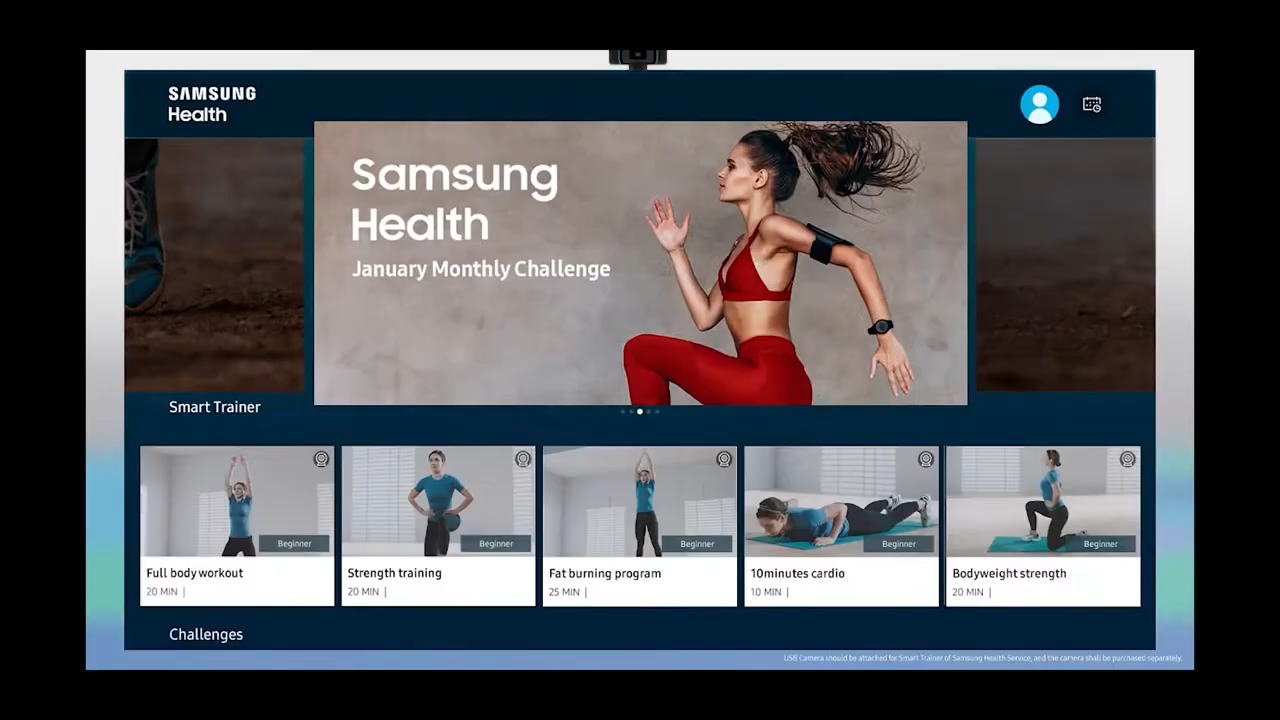 SAMSUNG
Health
Samsung
Health
January Monthly Challenge
Smart Trainer
Beginner
Beginner
Beginner
Beginner
Beginner
Full body workout
Strength training
Fat burning program
10minutes cardio
Bodyweight strength
20 MIN |
20 MIN |
25 MIN |
10 MIN |
20 MIN |
Challenges
USB Camera should be attached for Smart Trainer of Samsung Health Service, and the camera shall be purchased separately.